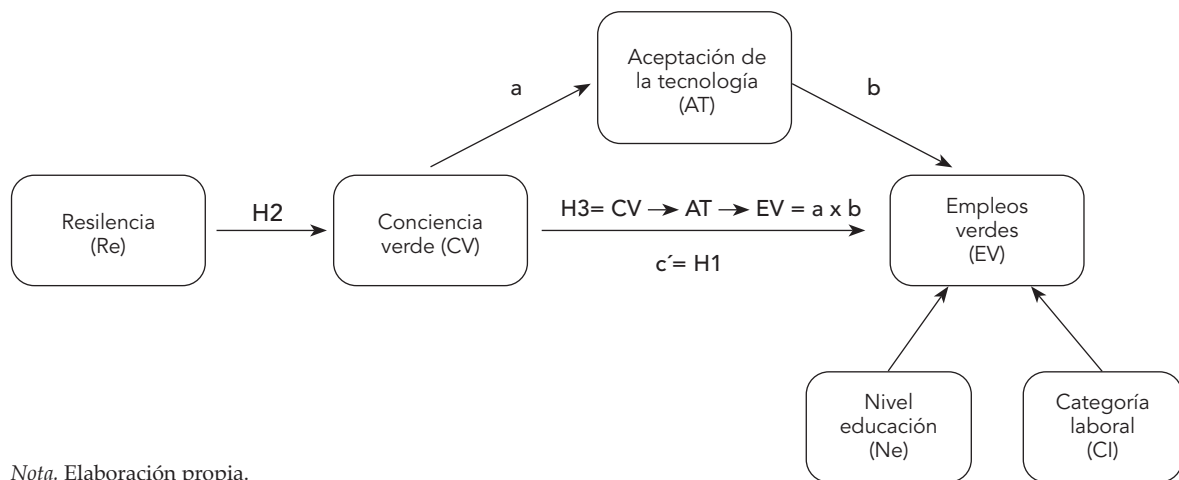 Aceptación de
la tecnología
(AT)
a
b
Resilencia
(Re)
H2
Conciencia
verde (CV)
H3= CV → AT → EV = a x b
c´= H1
Empleos
verdes
(EV)
Nivel
educación
(Ne)
Categoría
laboral
(Cl)
Nota. Elaboración propia.